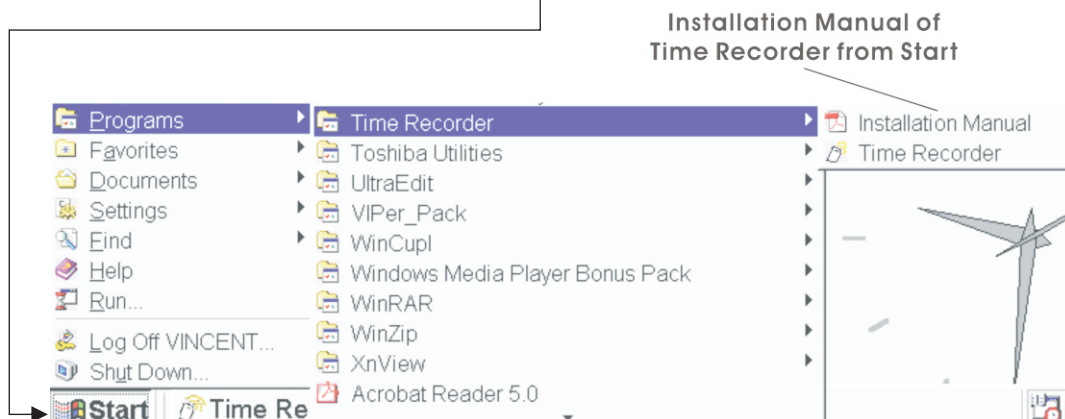 Installation Manual of
Time Recorder from Start
Programs
Favorites
Documents
Settings
Find
Help
Run...
Log Off VINCENT...
Shut Down...
Start
Time Re
Time Recorder
Toshiba Utilities
UltraEdit
VIPer_Pack
WinCupl
Windows Media Player Bonus Pack
WinRAR
WinZip
XnView
Acrobat Reader 5.0
Installation Manual
Time Recorder